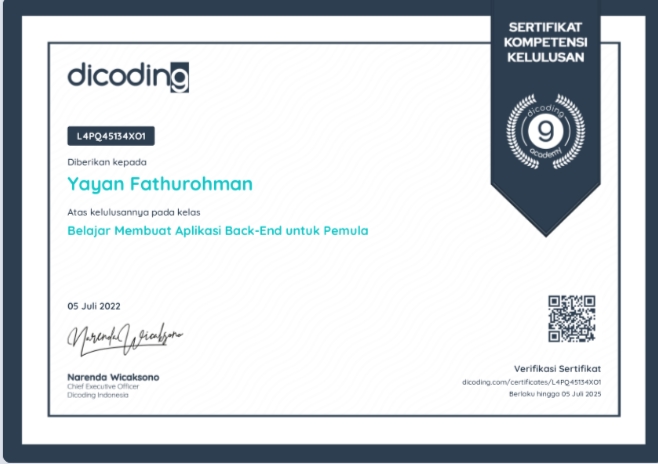 SERTIFIKAT
KOMPETENSI
KELULUSAN
dicoding
dicoding
9
academy
L4PQ45134XO1
Diberikan kepada
Yayan Fathurohman
Atas kelulusannya pada kelas
Belajar Membuat Aplikasi Back-End untuk Pemula
05 Juli 2022
Narenda Wicaksono
Narenda Wicaksono
Chief Executive Officer
Dicoding Indonesia
Verifikasi Sertifikat
dicoding.com/certificates/L4PQ45134XO1
Berlaku hingga 05 Juli 2025